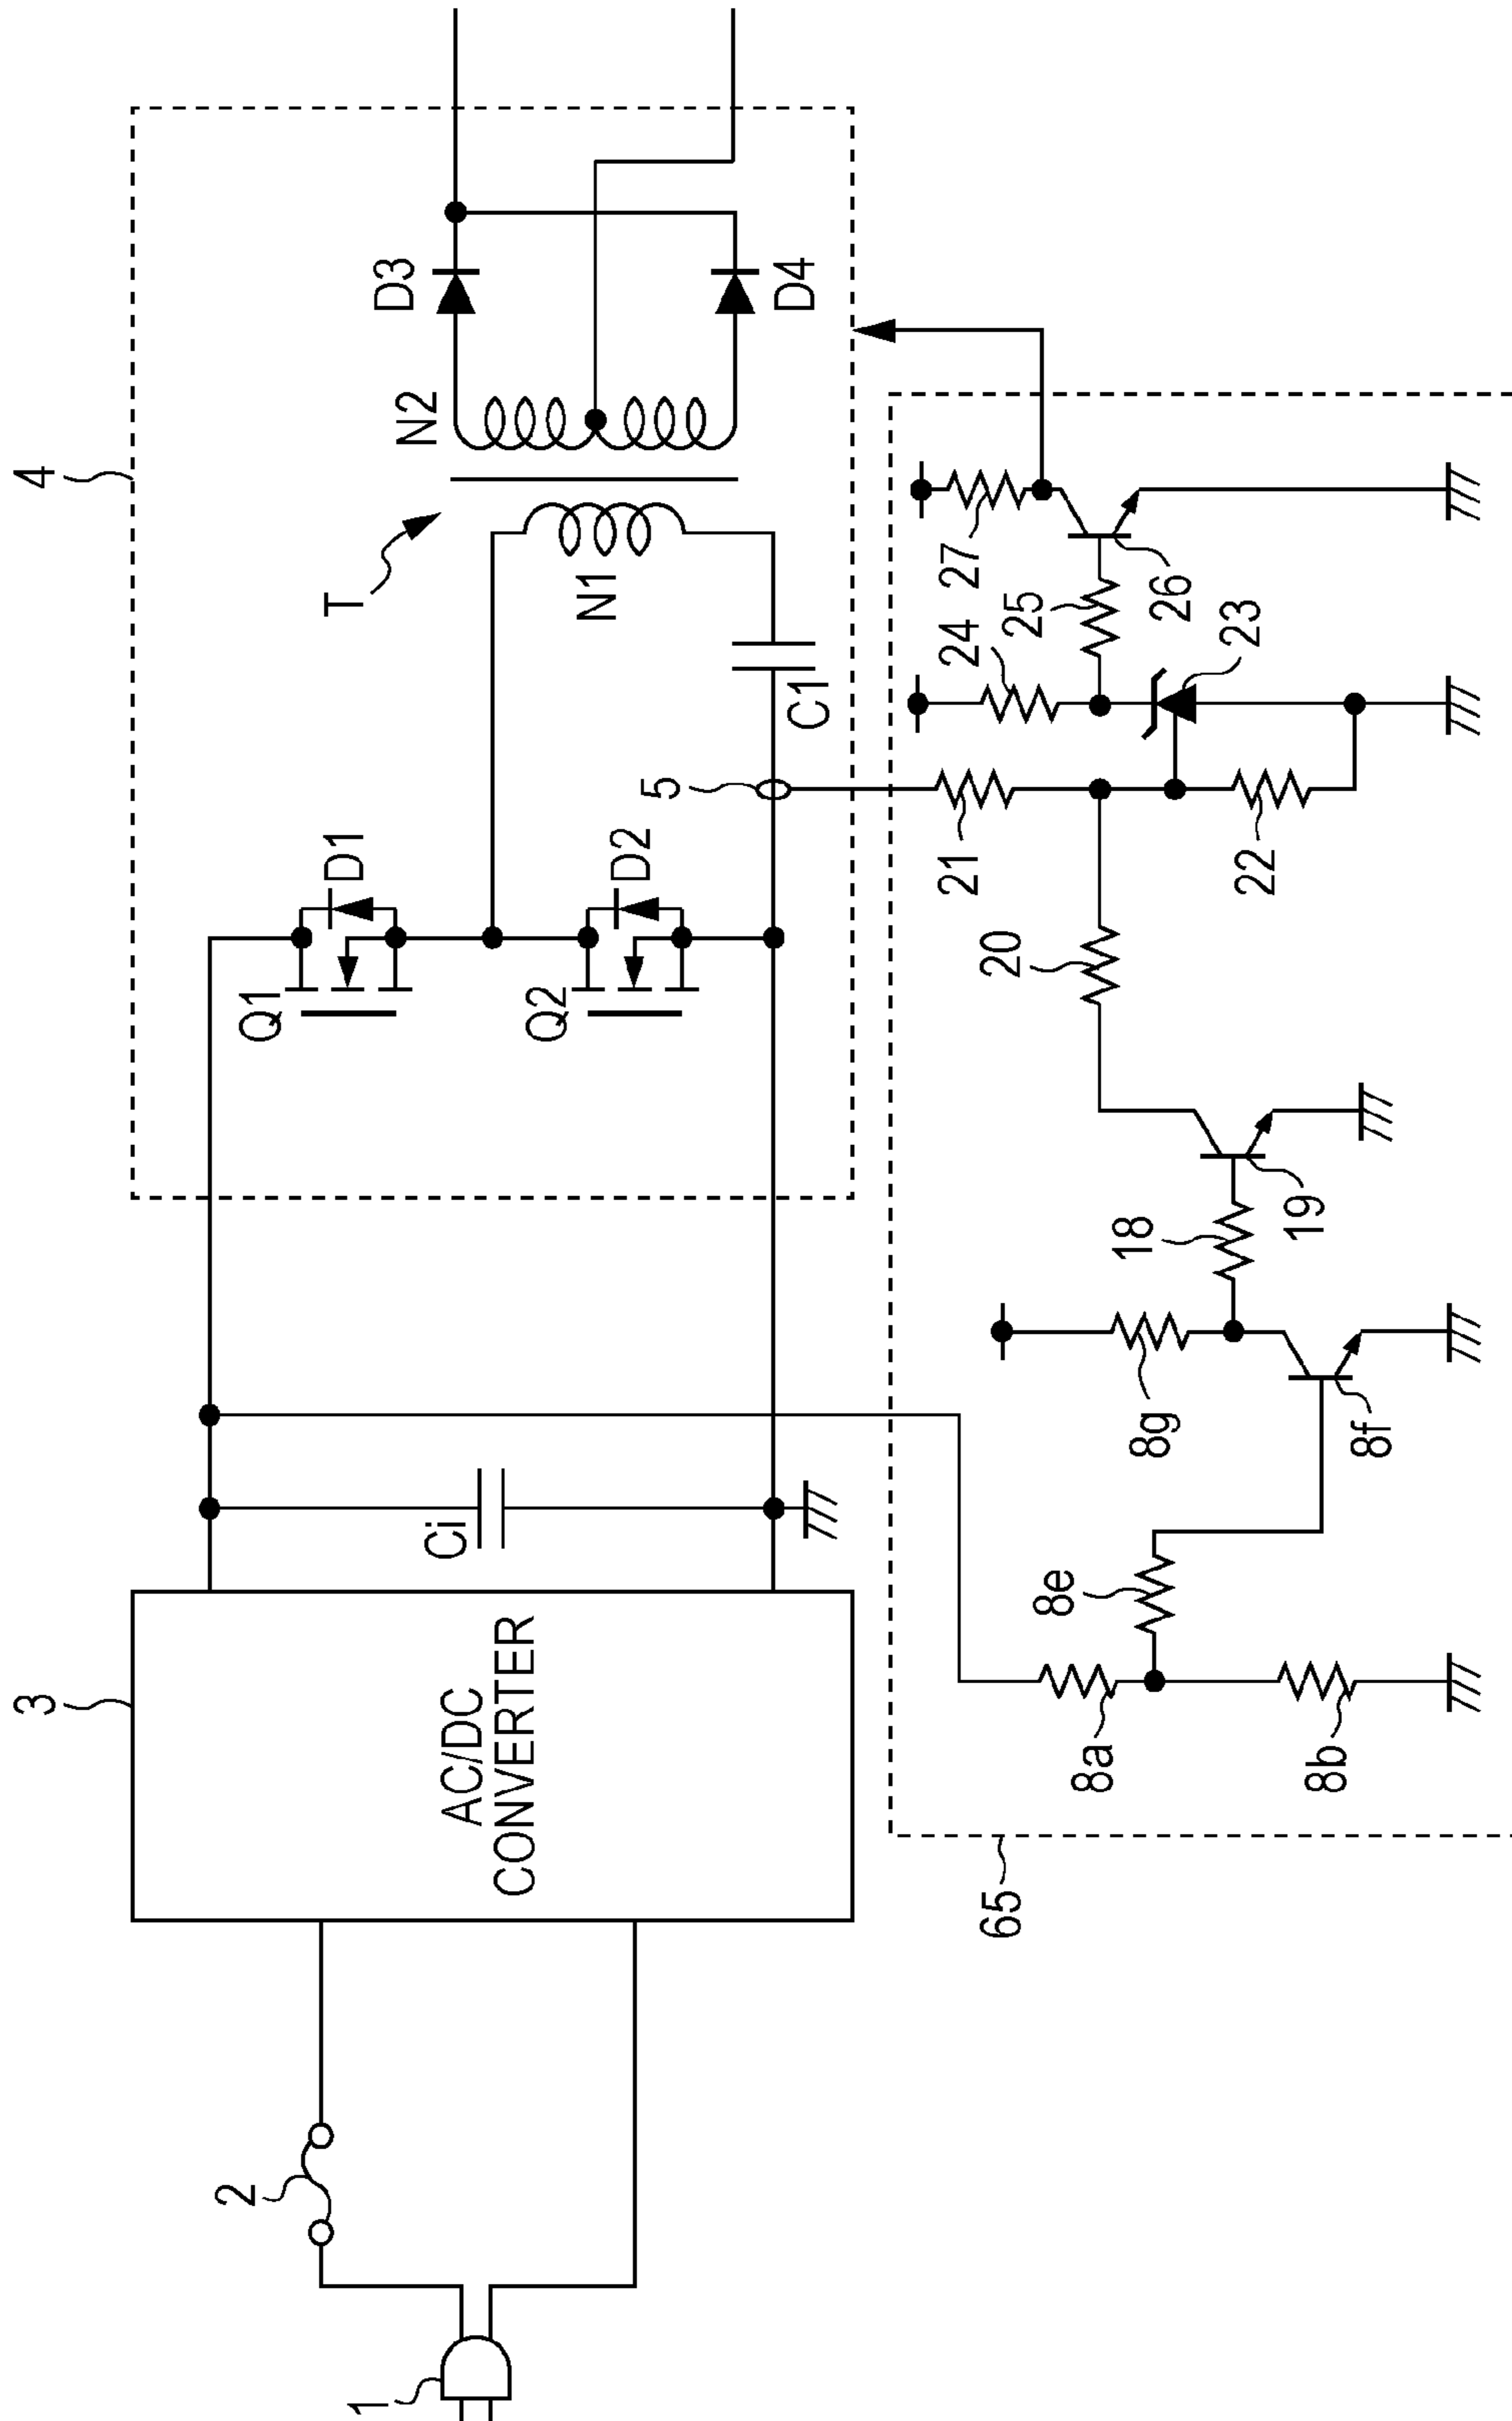 1
2
3
AC/DC
CONVERTER
Ci
4
Q1
D1
Q2
D2
5
C1
T
N1
N2
D3
D4
65
8a
8b
8e
8g
8f
18
19
20
21
22
24
25
23
27
26